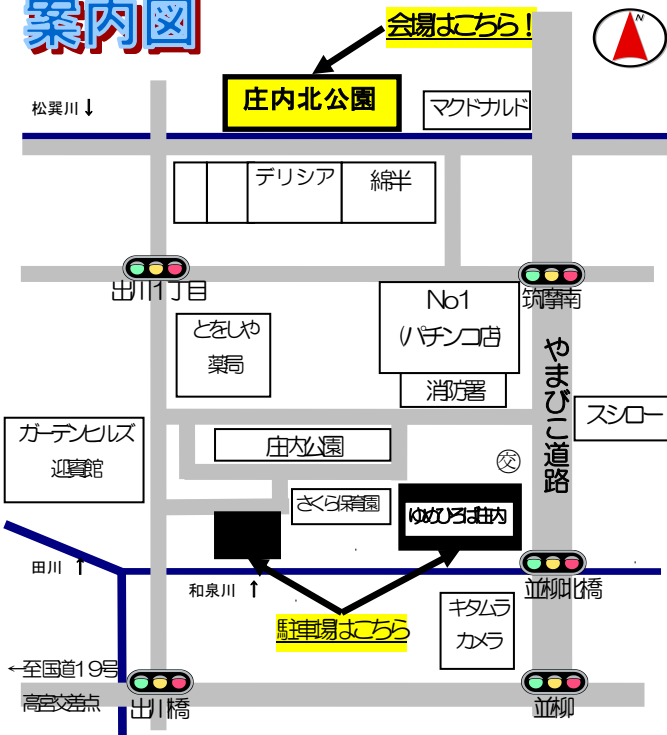 案内図
会場はこちら！
N
庄内北公園
マクドナルド
松巽川↓
デリシア
綿半
出川1丁目
筑摩南
No1
(パチンコ店)
とをしや
薬局
やまびこ道路
消防署
スシロー
ガーデンヒルズ
迎賓館
庄内公園
交
さくら保育園
ゆめひろば庄内
田川↑
和泉川↑
並柳北橋
駐車場はこちら
キタムラ
カメラ
←至国道19号
高宮交差点
出川橋
並柳